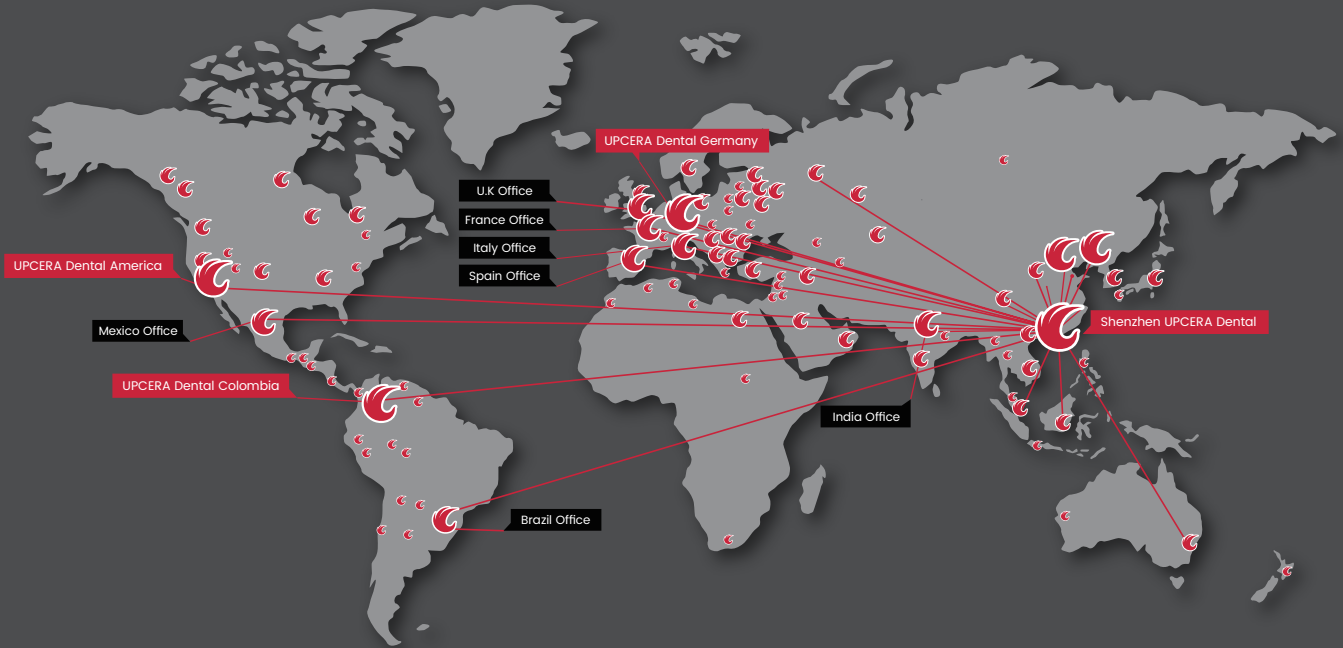 UPCERA Dental Germany
U.K Office
France Office
Italy Office
Spain Office
UPCERA Dental America
Mexico Office
UPCERA Dental Colombia
Shenzhen UPCERA Dental
India Office
Brazil Office